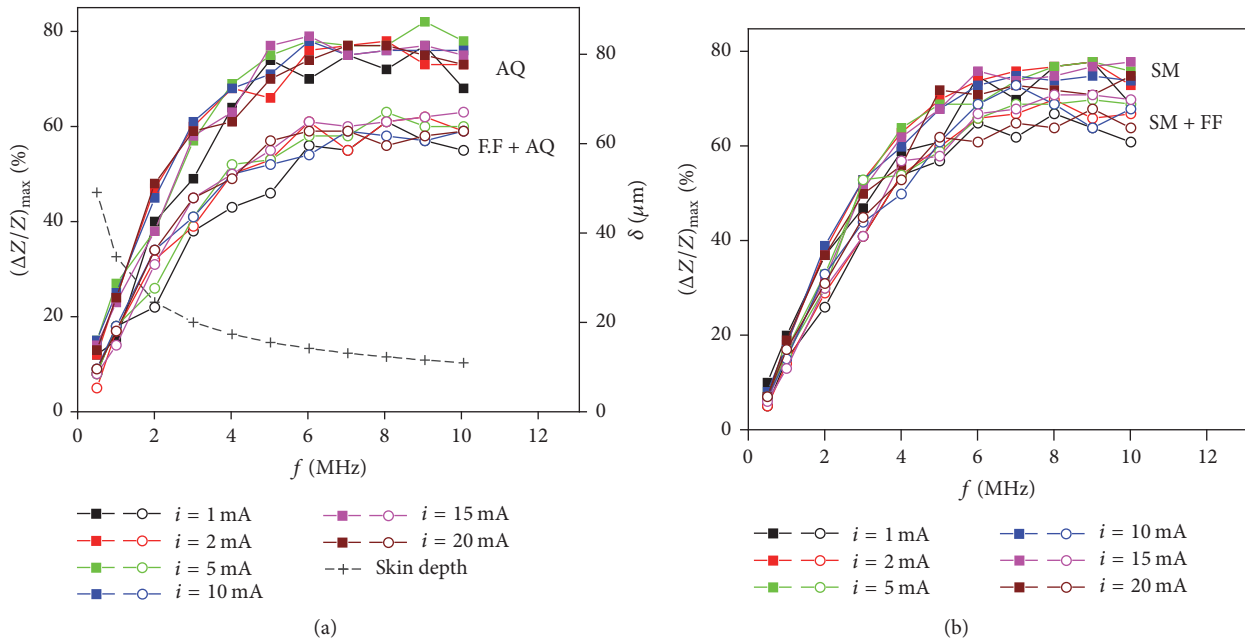 80
60
40
20
0
(ΔZ/Z)max (%)
AQ
F.F + AQ
80
60
40
20
0
δ (μm)
0 2 4 6 8 10 12
f (MHz)
i = 1 mA
i = 2 mA
i = 5 mA
i = 10 mA
i = 15 mA
i = 20 mA
Skin depth
(a)
80
60
40
20
0
(ΔZ/Z)max (%)
SM
SM + FF
0 2 4 6 8 10 12
f (MHz)
i = 1 mA
i = 2 mA
i = 5 mA
i = 10 mA
i = 15 mA
i = 20 mA
(b)